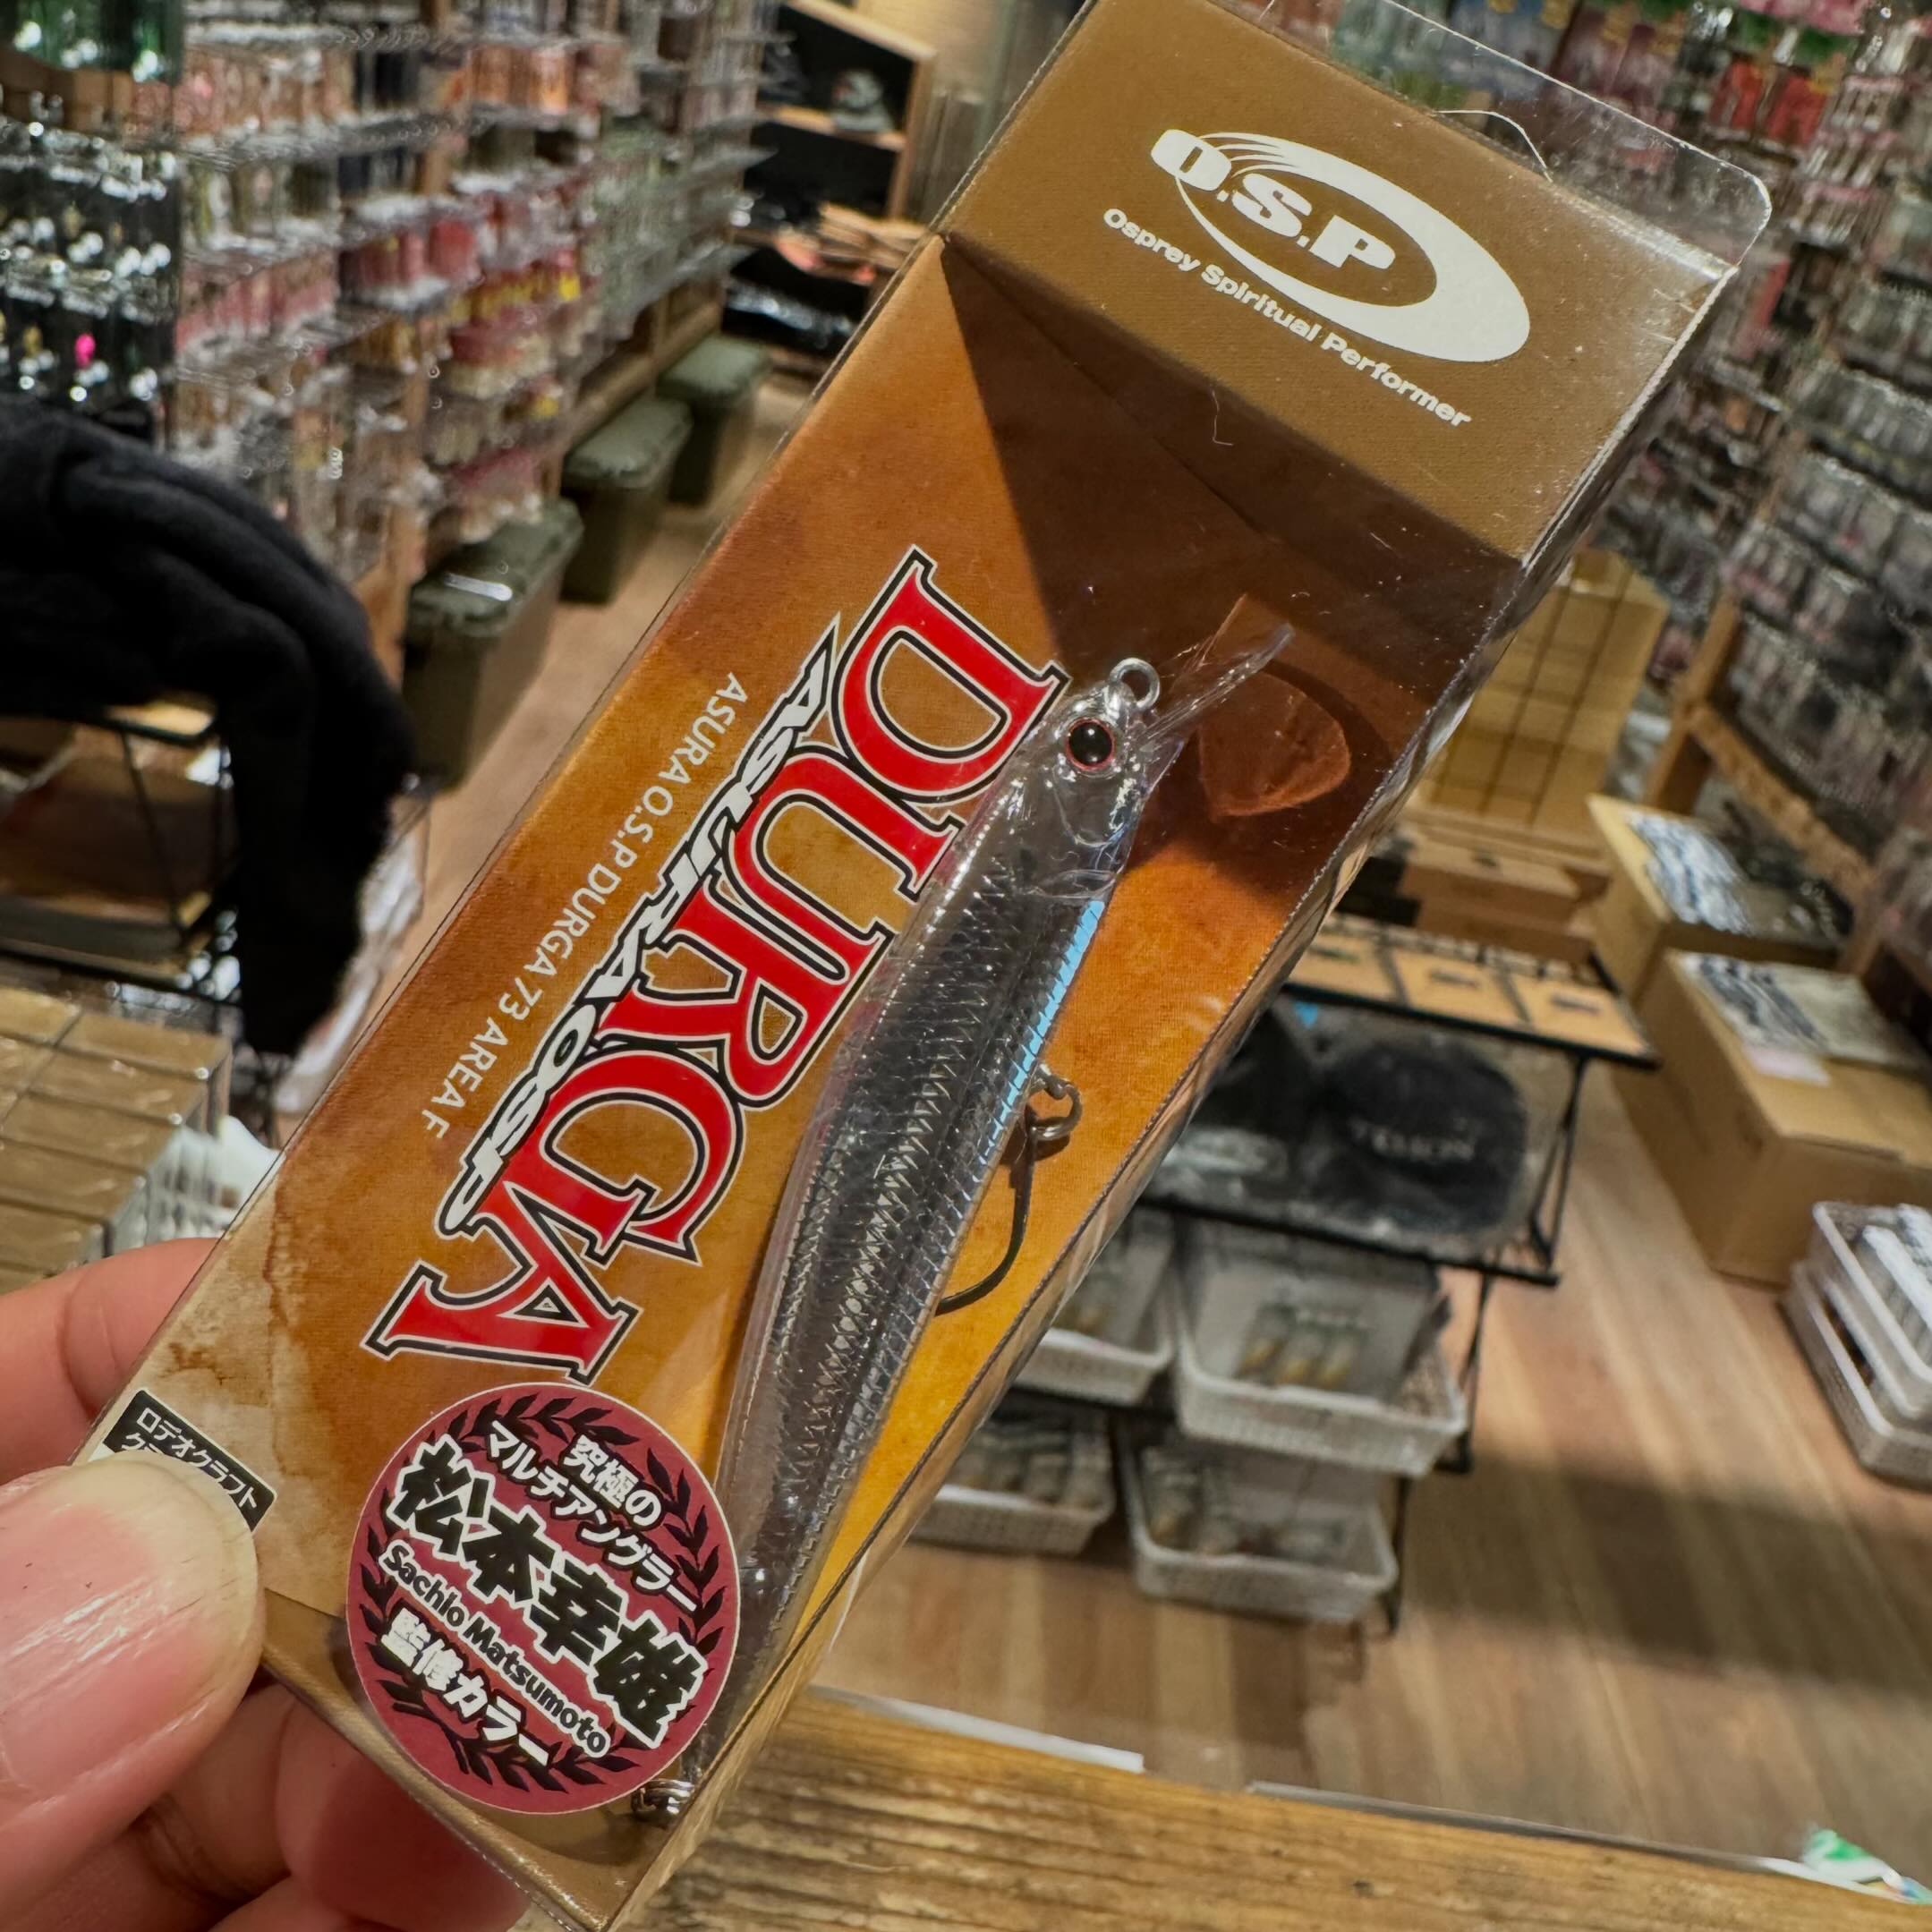 O.S.P
Osprey Spiritual Performer
DURGA
ASURA O.S.P
ASURA O.S.P DURGA 73 AREA F
ロデオクラフト
究極の
マルチアングラー
松本幸雄
Sachio Matsumoto
監修カラー